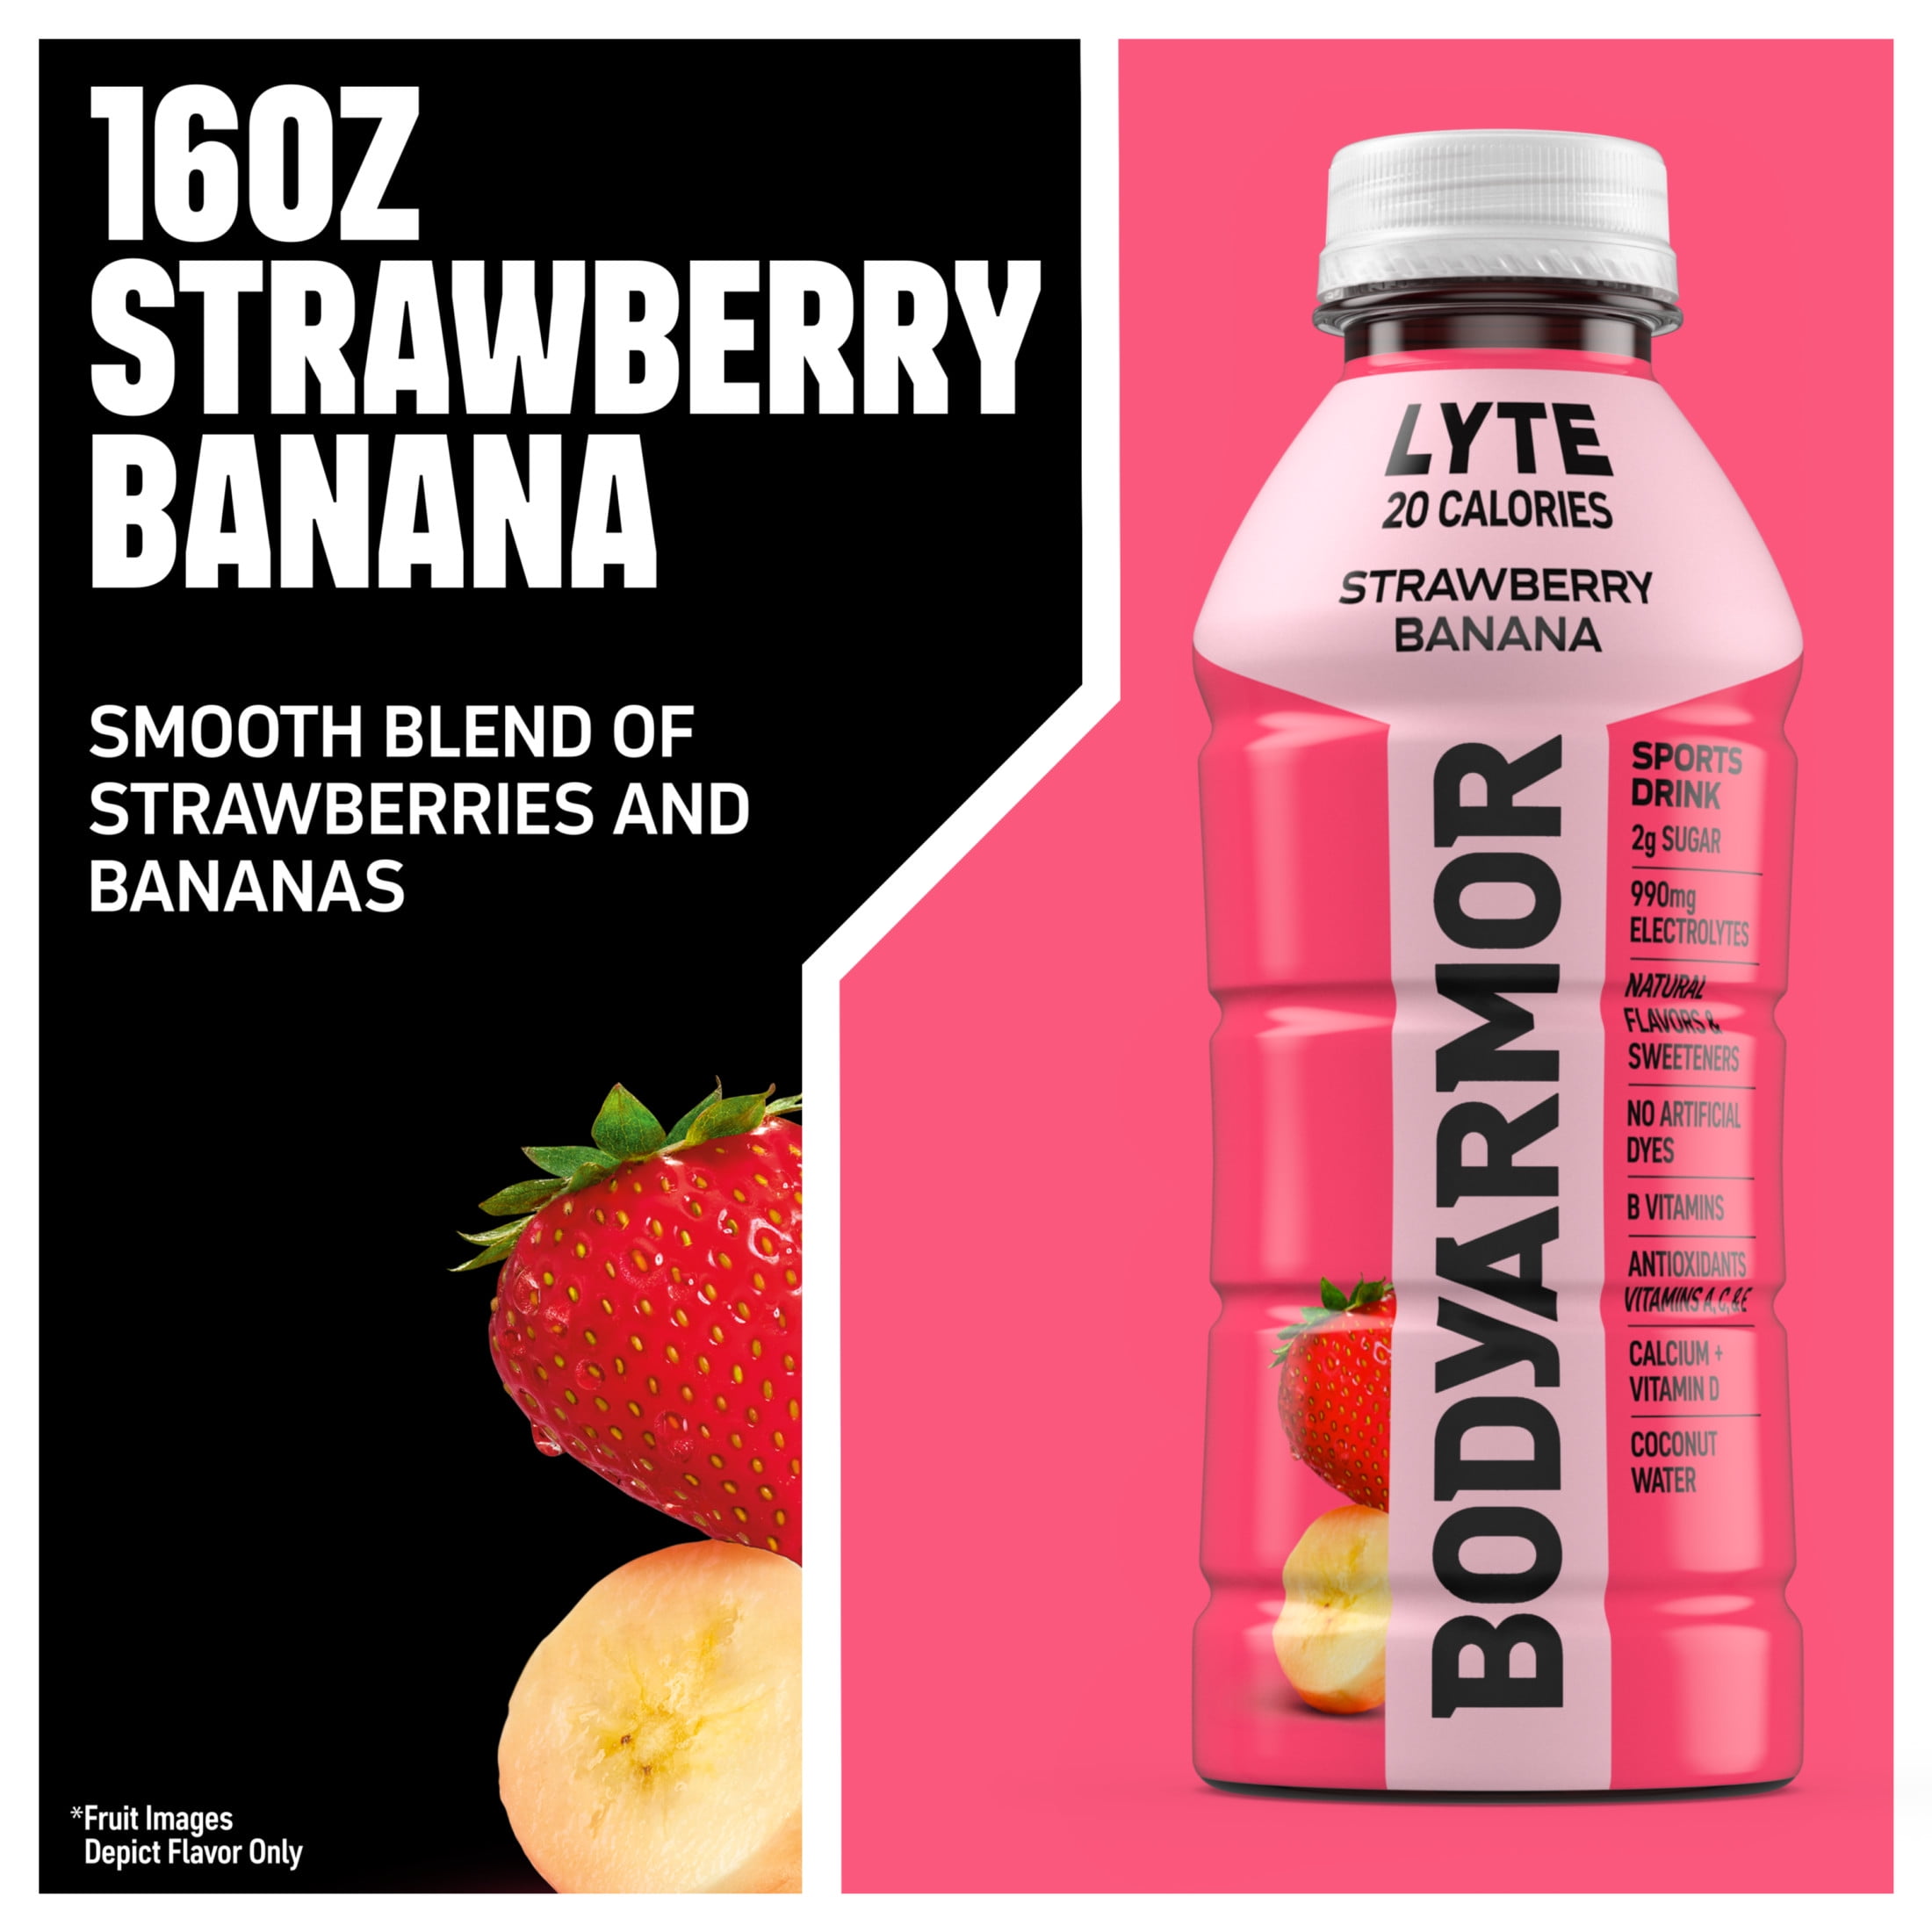 16OZ
STRAWBERRY
BANANA
SMOOTH BLEND OF
STRAWBERRIES AND
BANANAS
*Fruit Images
Depict Flavor Only
LYTE
20 CALORIES
STRAWBERRY
BANANA
BODYARMOR
SPORTS
DRINK
2g SUGAR
990mg
ELECTROLYTES
NATURAL
FLAVORS &
SWEETENERS
NO ARTIFICIAL
DYES
B VITAMINS
ANTIOXIDANTS
VITAMINS A, C, & E
CALCIUM +
VITAMIN D
COCONUT
WATER